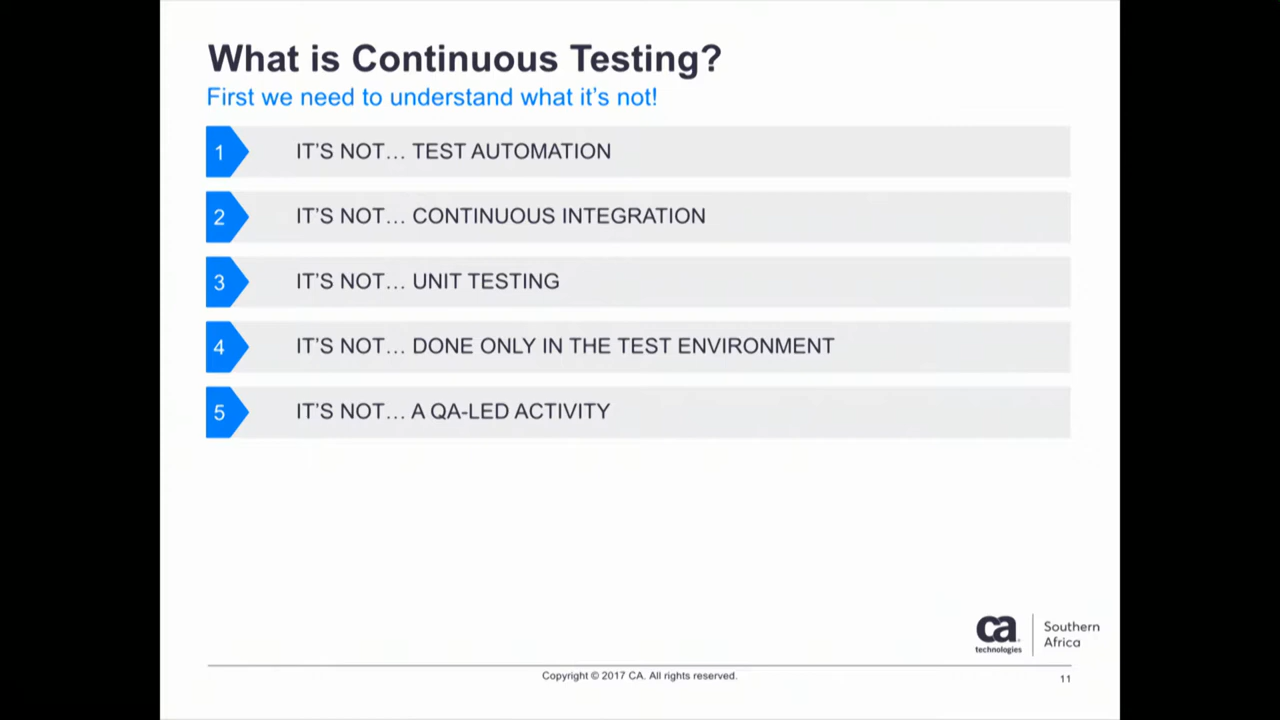 What is Continuous Testing?
First we need to understand what it's not!
1 IT'S NOT... TEST AUTOMATION
2 IT'S NOT... CONTINUOUS INTEGRATION
3 IT'S NOT... UNIT TESTING
4 IT'S NOT... DONE ONLY IN THE TEST ENVIRONMENT
5 IT'S NOT... A QA-LED ACTIVITY
ca
technologies
Southern
Africa
Copyright © 2017 CA. All rights reserved.
11